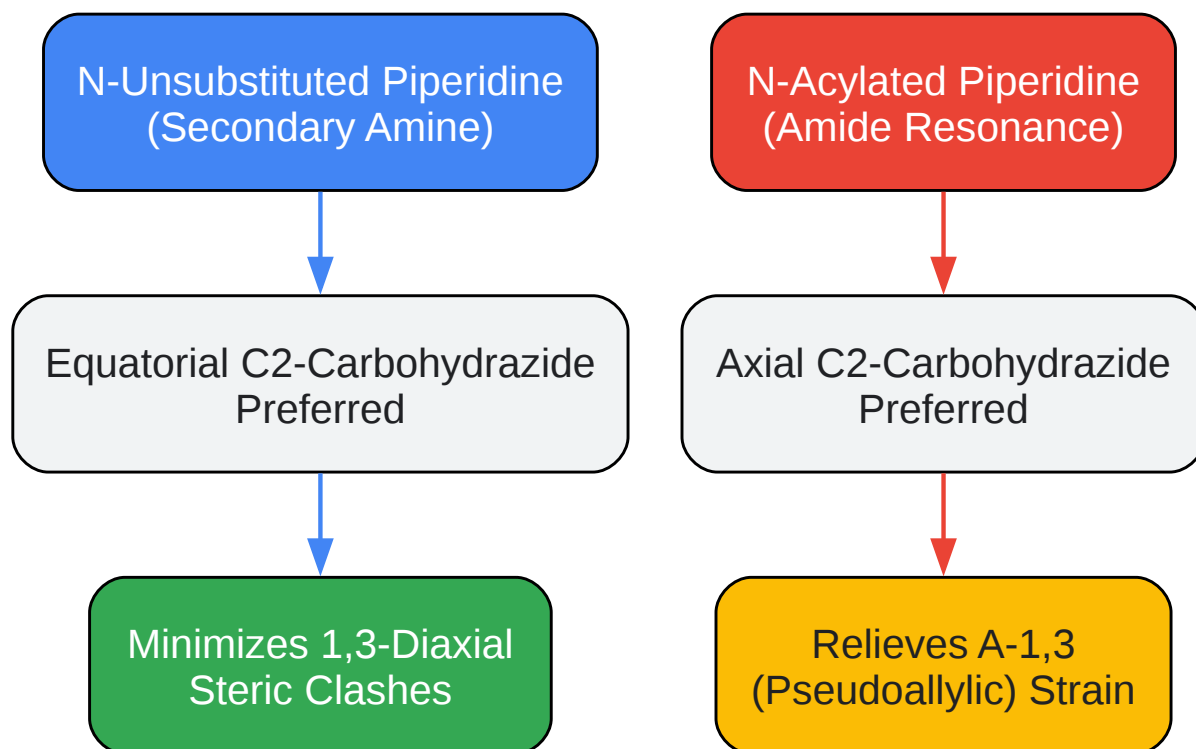 N-Unsubstituted Piperidine
(Secondary Amine)
N-Acylated Piperidine
(Amide Resonance)
Equatorial C2-Carbohydrazide
Preferred
Axial C2-Carbohydrazide
Preferred
Minimizes 1,3-Diaxial
Steric Clashes
Relieves A-1,3
(Pseudoallylic) Strain